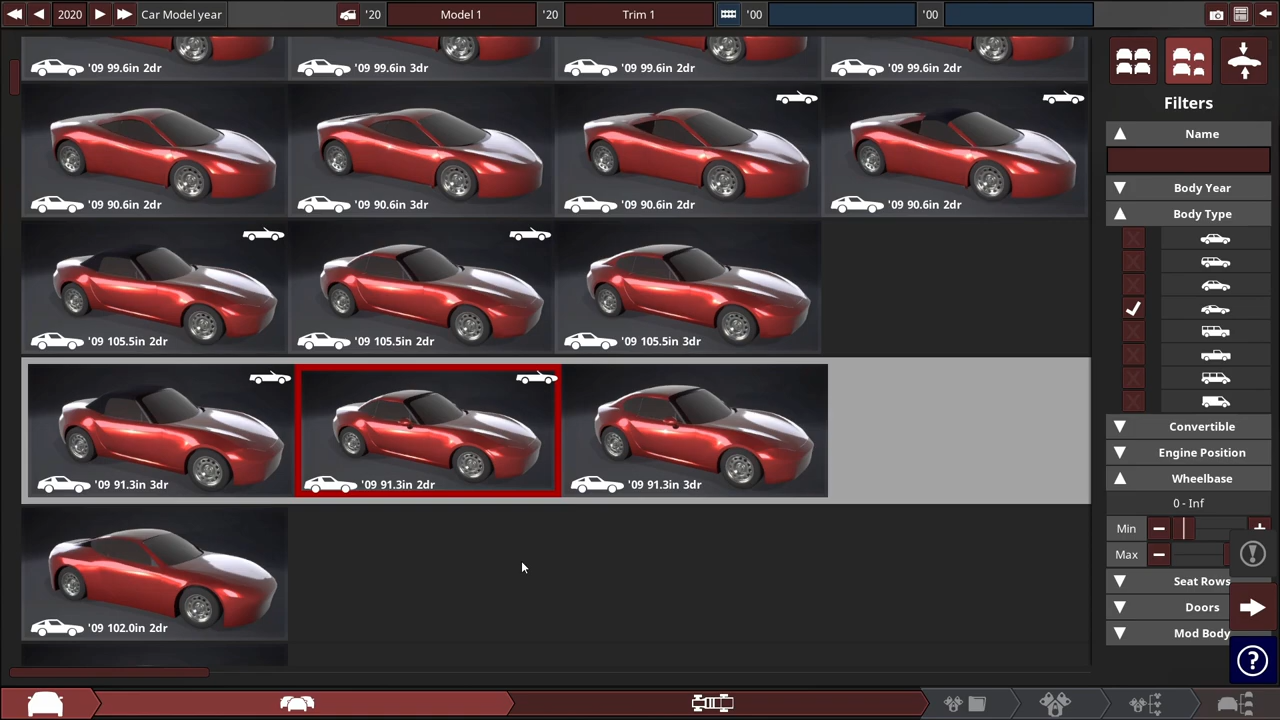 2020 Car Model year '20 Model 1 '20 Trim 1 '00 '00
'09 99.6in 2dr '09 99.6in 3dr '09 99.6in 2dr '09 99.6in 2dr
'09 90.6in 2dr '09 90.6in 3dr '09 90.6in 2dr '09 90.6in 2dr
'09 105.5in 2dr '09 105.5in 2dr '09 105.5in 3dr
'09 91.3in 3dr '09 91.3in 2dr '09 91.3in 3dr
'09 102.0in 2dr
Filters
Name
Body Year
Body Type
Convertible
Engine Position
Wheelbase
0 - Inf
Min
Max
Seat Rows
Doors
Mod Body